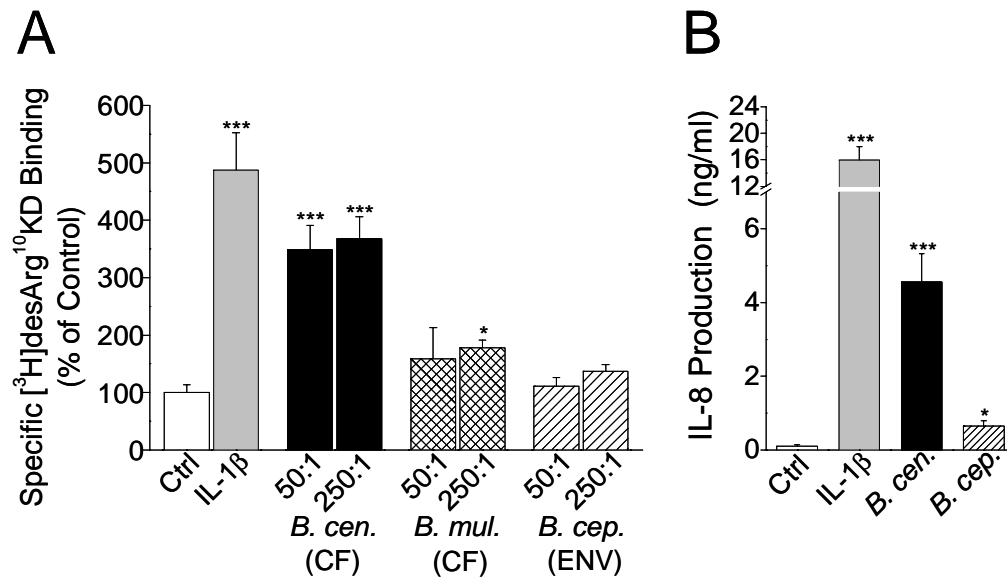 A
Specific [³H]desArg¹⁰KD Binding
(% of Control)
600
500
400
300
200
100
0
***
***
***
*
Ctrl
IL-1β
50:1
250:1
50:1
250:1
50:1
250:1
B. cen.
(CF)
B. mul.
(CF)
B. cep.
(ENV)
B
IL-8 Production (ng/ml)
24
20
16
12
6
4
2
0
***
***
*
Ctrl
IL-1β
B. cen.
B. cep.